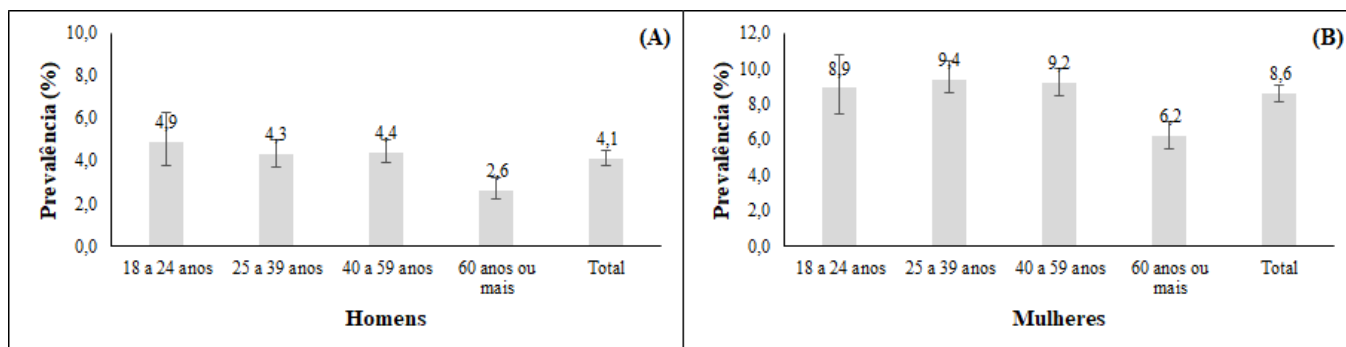 (A)
Prevalência (%)
10,0
8,0
6,0
4,0
2,0
0,0
4,9
4,3
4,4
2,6
4,1
18 a 24 anos
25 a 39 anos
40 a 59 anos
60 anos ou
mais
Total
Homens
(B)
Prevalência (%)
12,0
10,0
8,0
6,0
4,0
2,0
0,0
8,9
9,4
9,2
6,2
8,6
18 a 24 anos
25 a 39 anos
40 a 59 anos
60 anos ou
mais
Total
Mulheres